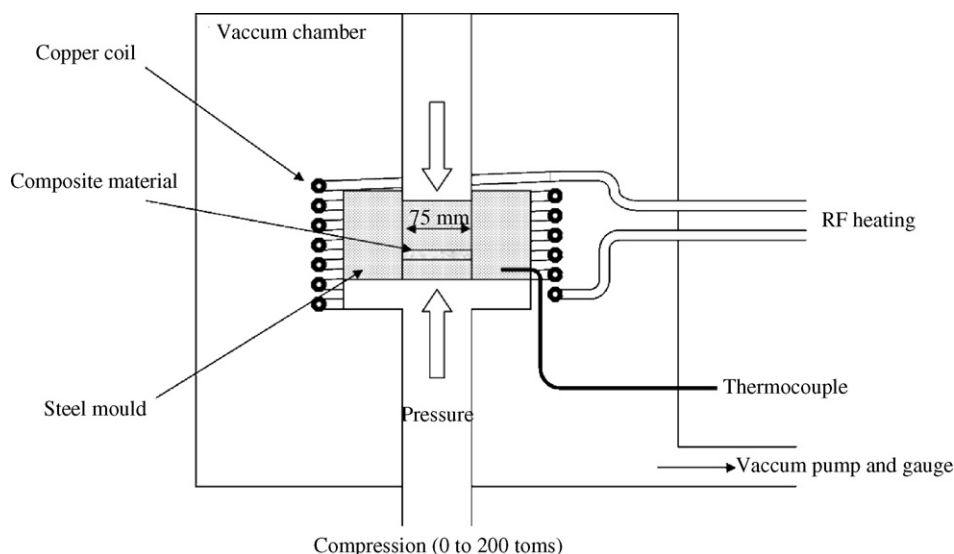 Vaccum chamber
Copper coil
Composite material
75 mm
RF heating
Thermocouple
Steel mould
Pressure
Vaccum pump and gauge
Compression (0 to 200 toms)